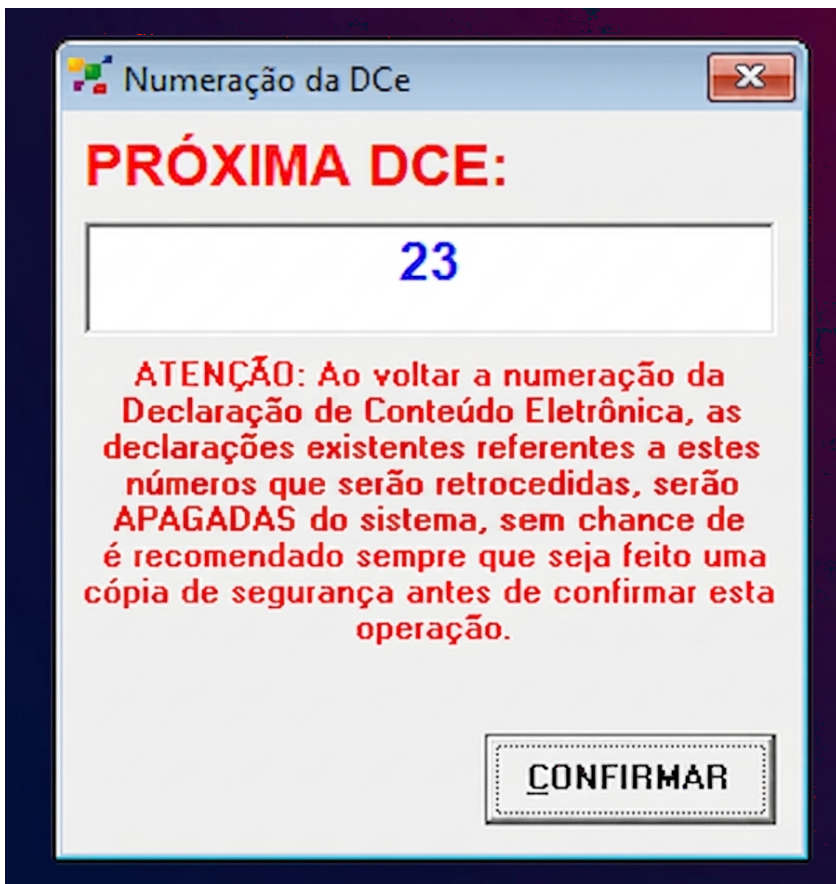 Numeração da DCe
PRÓXIMA DCE:
23
ATENÇÃO: Ao voltar a numeração da
Declaração de Conteúdo Eletrônica, as
declarações existentes referentes a estes
números que serão retrocedidas, serão
APAGADAS do sistema, sem chance de
é recomendado sempre que seja feito uma
cópia de segurança antes de confirmar esta
operação.
CONFIRMAR